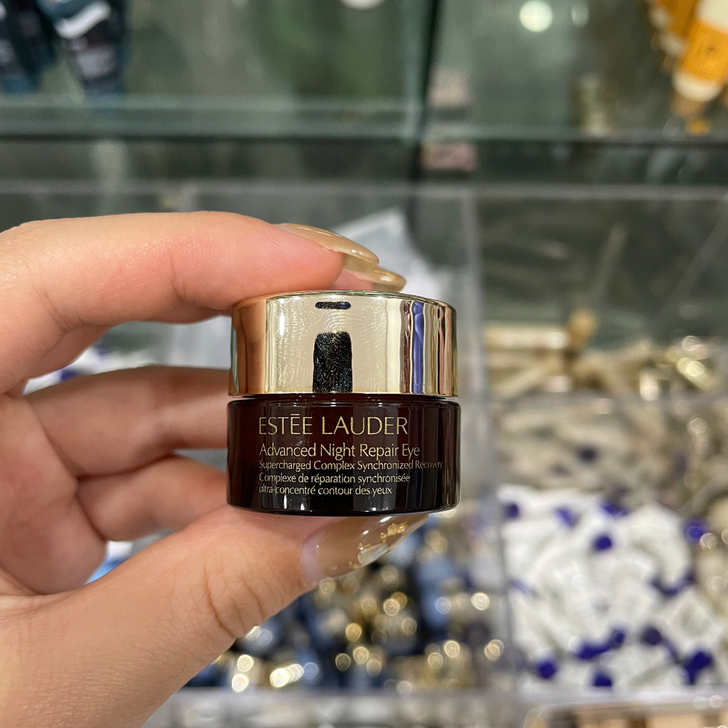 ESTĒE LAUDER
Advanced Night Repair Eye
Supercharged Complex Synchronized Recovery
Complexe de réparation synchronisée
ultra-concentré contour des yeux